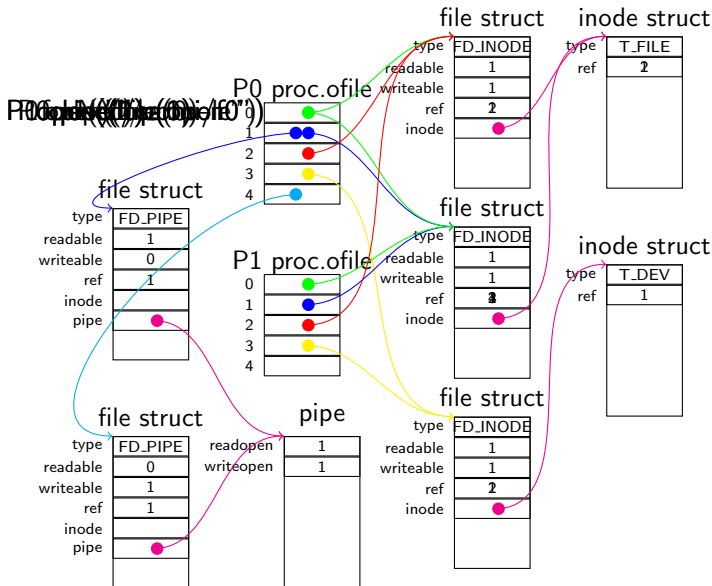 file struct
type FD_INODE
readable 1
writeable 1
ref
inode
inode struct
type T_FILE
ref
P0 proc.ofile
0
1
2
3
4
file struct
type FD_PIPE
readable 1
writeable 0
ref 1
inode
pipe
file struct
type FD_INODE
readable 1
writeable 1
ref
inode
inode struct
type T_DEV
ref 1
P1 proc.ofile
0
1
2
3
4
file struct
type FD_PIPE
readable 0
writeable 1
ref 1
inode
pipe
pipe
readopen 1
writeopen 1
file struct
type FD_INODE
readable 1
writeable 1
ref
inode